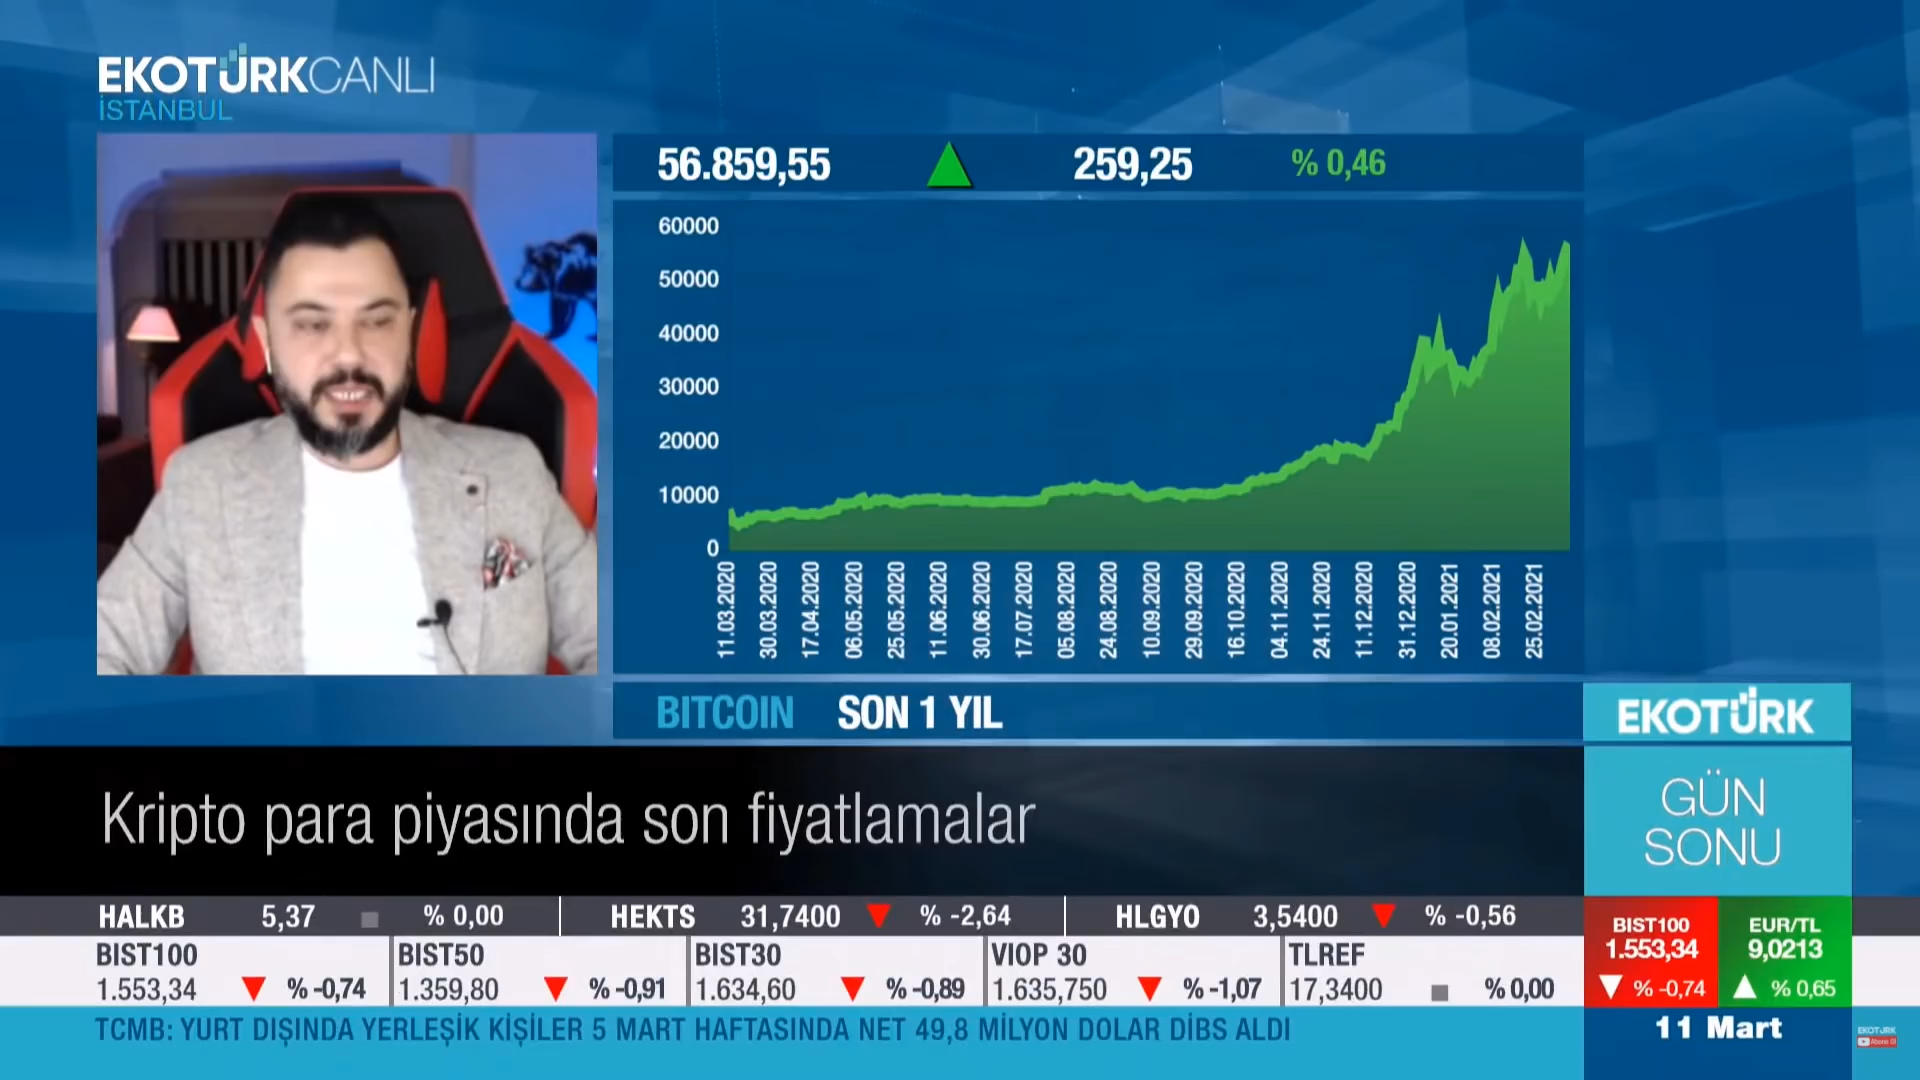 EKOTÜRK CANLI
İSTANBUL
56.859,55 259,25 % 0,46
60000
50000
40000
30000
20000
10000
0
11.03.2020
30.03.2020
17.04.2020
06.05.2020
25.05.2020
11.06.2020
30.06.2020
17.07.2020
05.08.2020
24.08.2020
10.09.2020
29.09.2020
16.10.2020
04.11.2020
24.11.2020
11.12.2020
31.12.2020
20.01.2021
08.02.2021
25.02.2021
BITCOIN SON 1 YIL
EKOTÜRK
GÜN
SONU
Kripto para piyasında son fiyatlamalar
HALKB 5,37 % 0,00 HEKTS 31,7400 % -2,64 HLGYO 3,5400 % -0,56
BIST100 BIST50 BIST30 VIOP 30 TLREF
1.553,34 % -0,74 1.359,80 % -0,91 1.634,60 % -0,89 1.635,750 % -1,07 17,3400 % 0,00
BIST100
1.553,34
% -0,74
EUR/TL
9,0213
% 0,65
TCMB: YURT DIŞINDA YERLEŞİK KİŞİLER 5 MART HAFTASINDA NET 49,8 MİLYON DOLAR DİBS ALDI
11 Mart
EKOTÜRK
Abone Ol